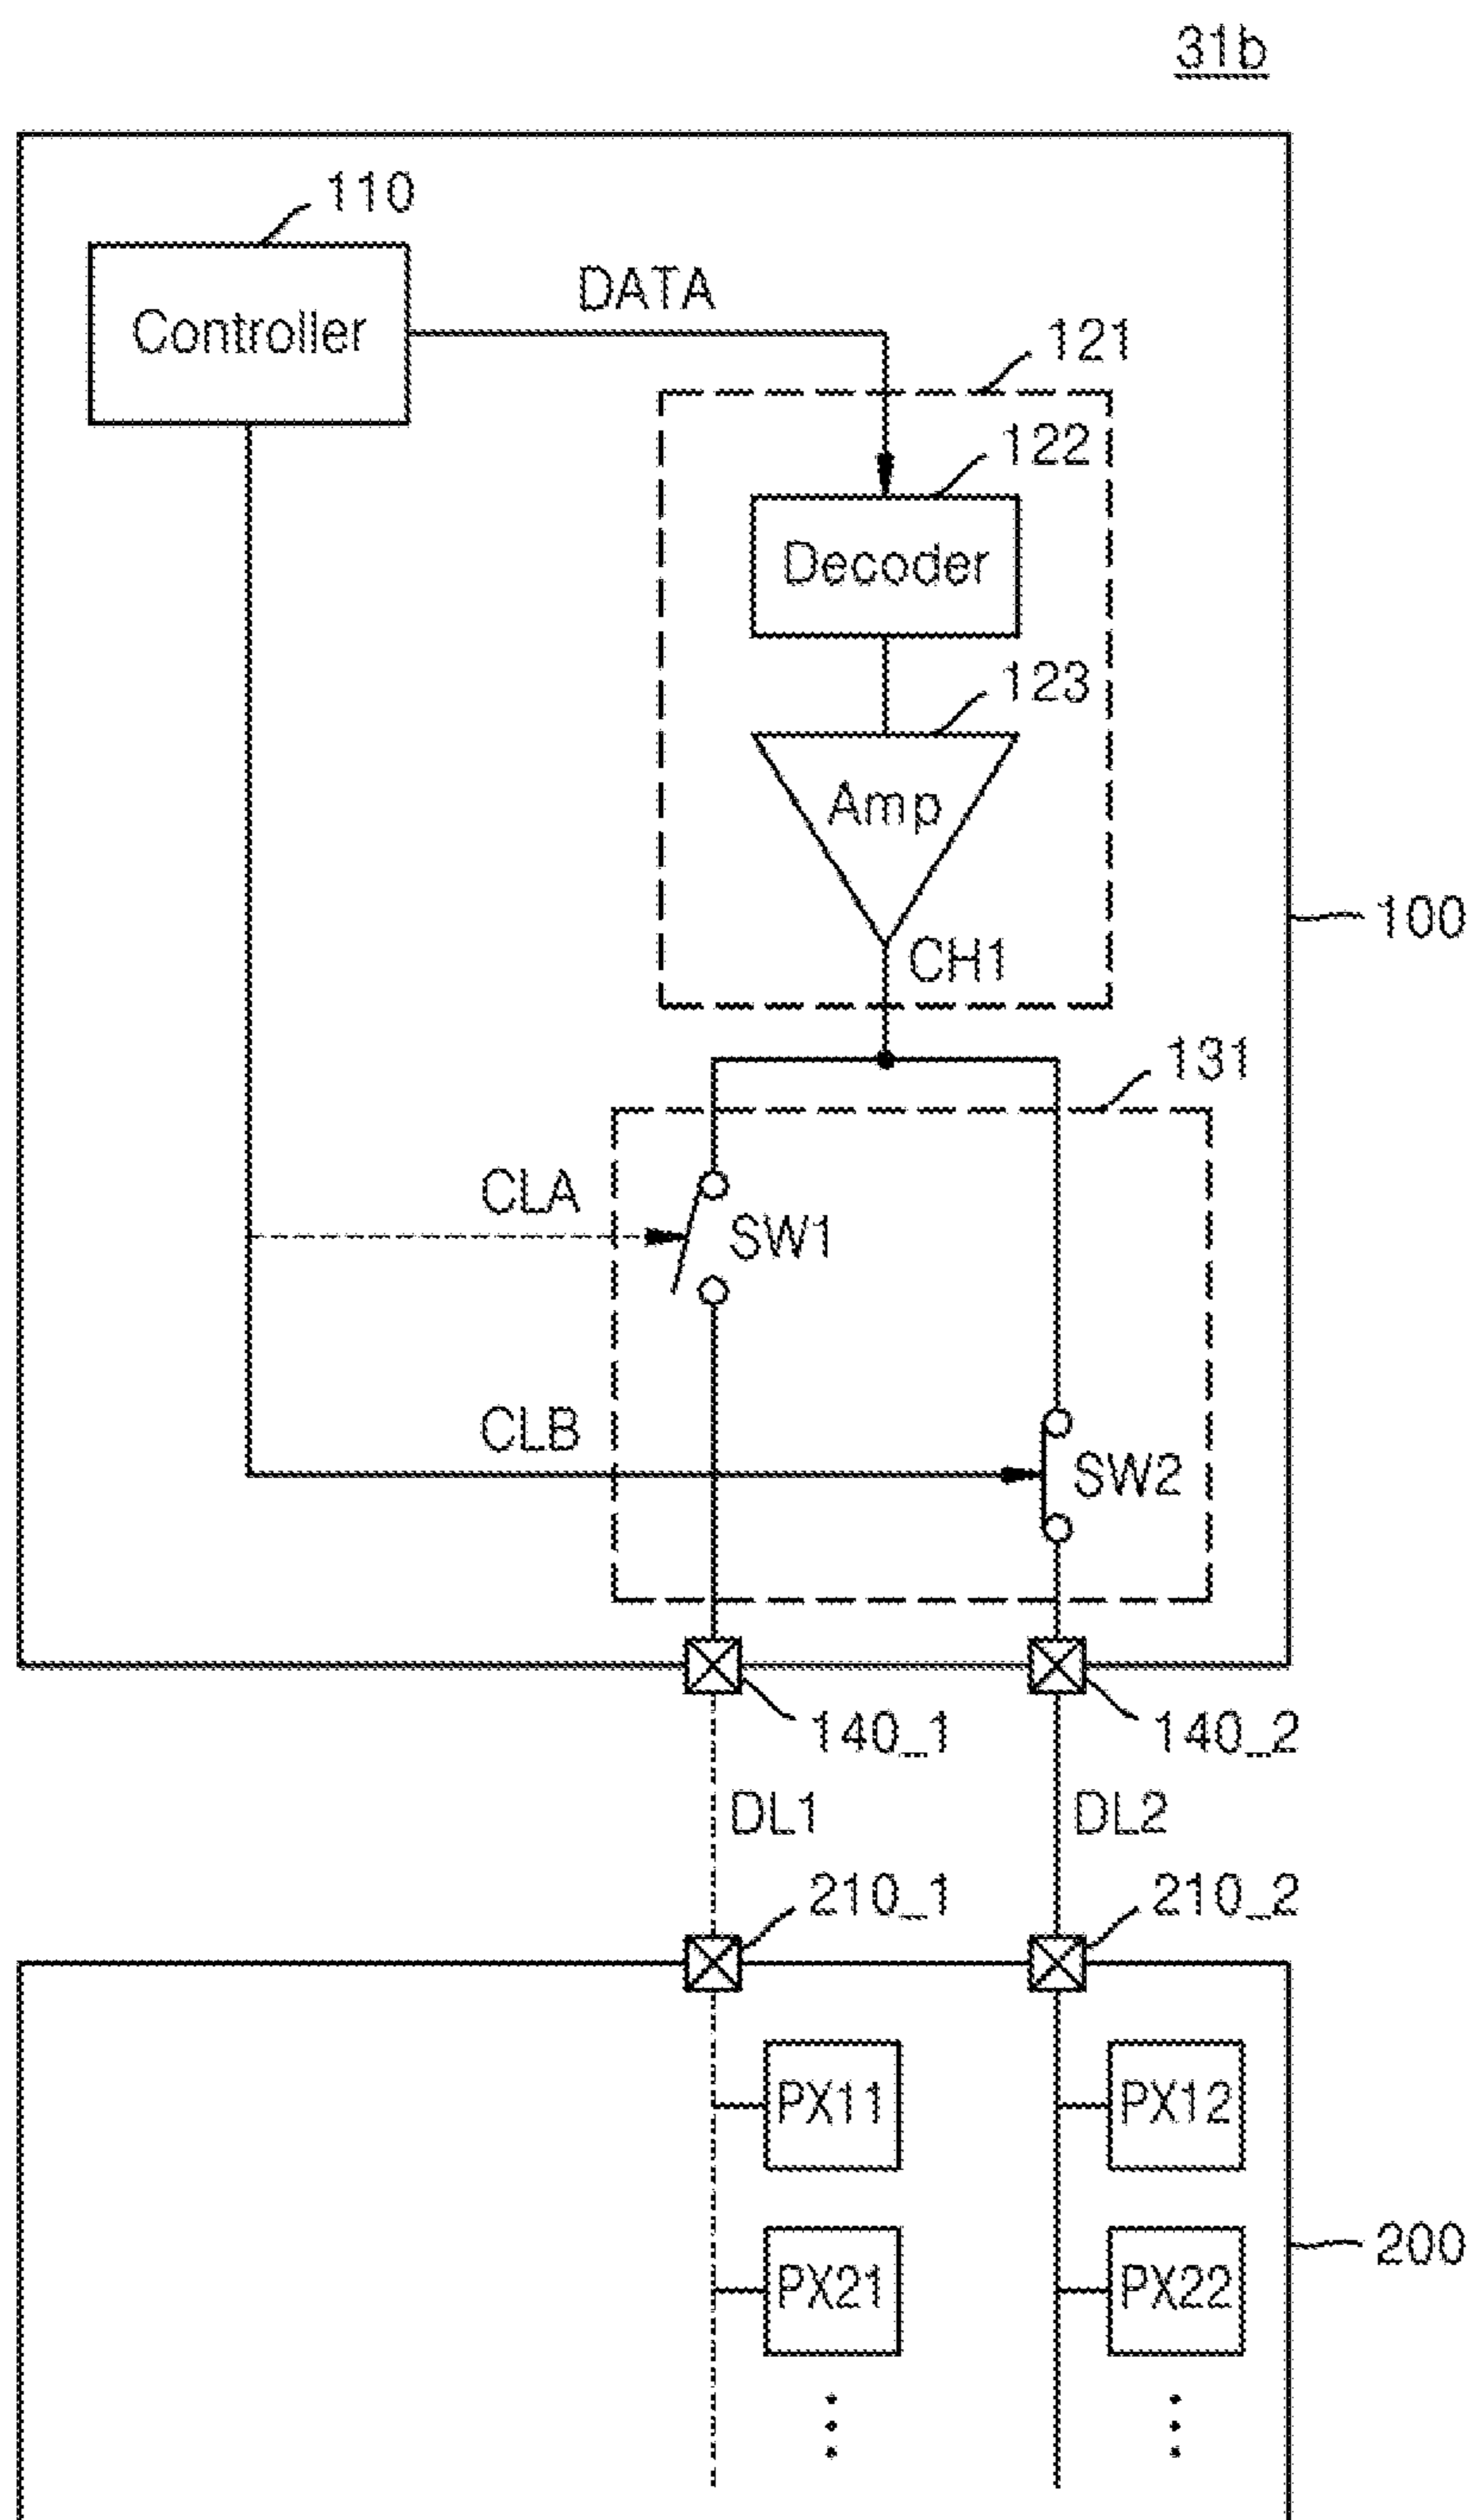 31b
110
Controller
DATA
121
122
Decoder
123
Amp
CH1
100
131
CLA
SW1
CLB
SW2
140_1
140_2
DL1
DL2
210_1
210_2
PX11
PX12
PX21
PX22
200